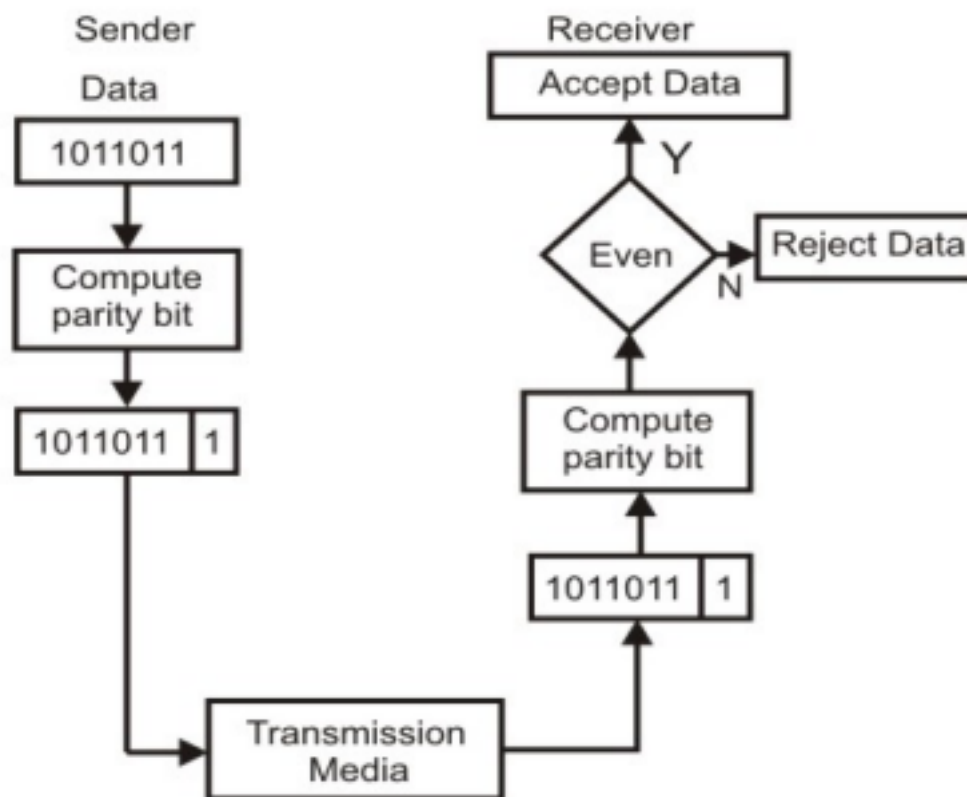 Sender
Data
1011011
Compute
parity bit
1011011 1
Transmission
Media
1011011 1
Compute
parity bit
Even
Y
N
Accept Data
Reject Data
Receiver